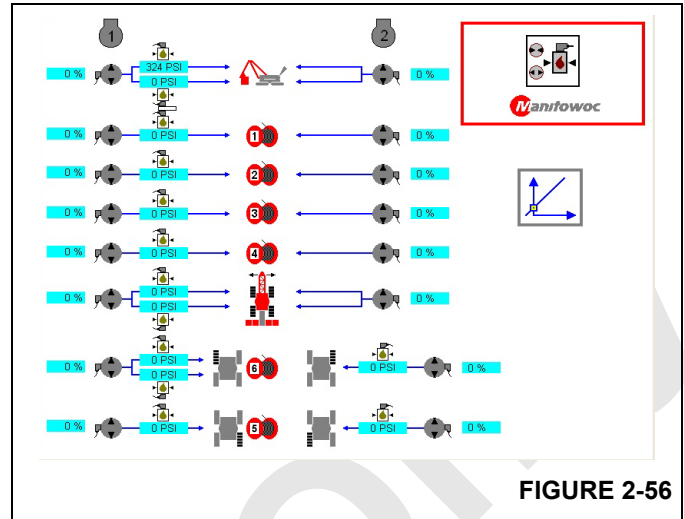 1 2
324 PSI
0 % 0 PSI 0 %
0 % 0 PSI 1 0 %
0 % 0 PSI 2 0 %
0 % 0 PSI 3 0 %
0 % 0 PSI 4 0 %
0 PSI
0 % 0 PSI 0 %
0 PSI
0 % 0 PSI 6 0 PSI 0 %
0 % 0 PSI 5 0 PSI 0 %
Manitowoc
FIGURE 2-56